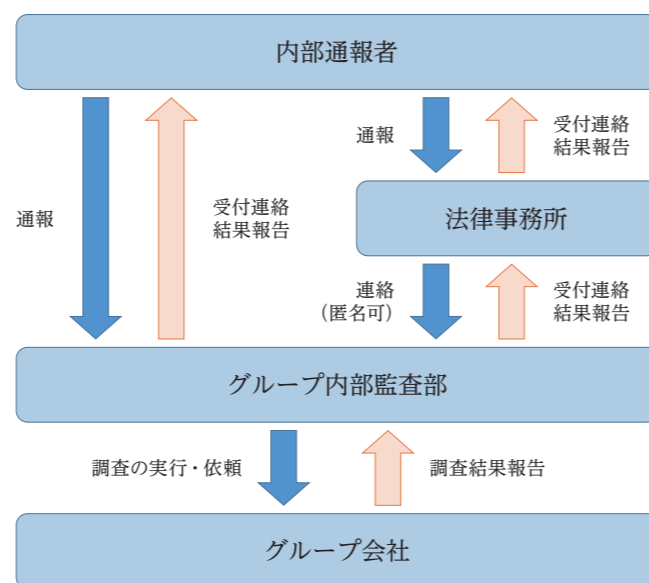 内部通報者
通報
受付連絡
結果報告
通報
受付連絡
結果報告
法律事務所
連絡
(匿名可)
受付連絡
結果報告
グループ内部監査部
調査の実行・依頼
調査結果報告
グループ会社